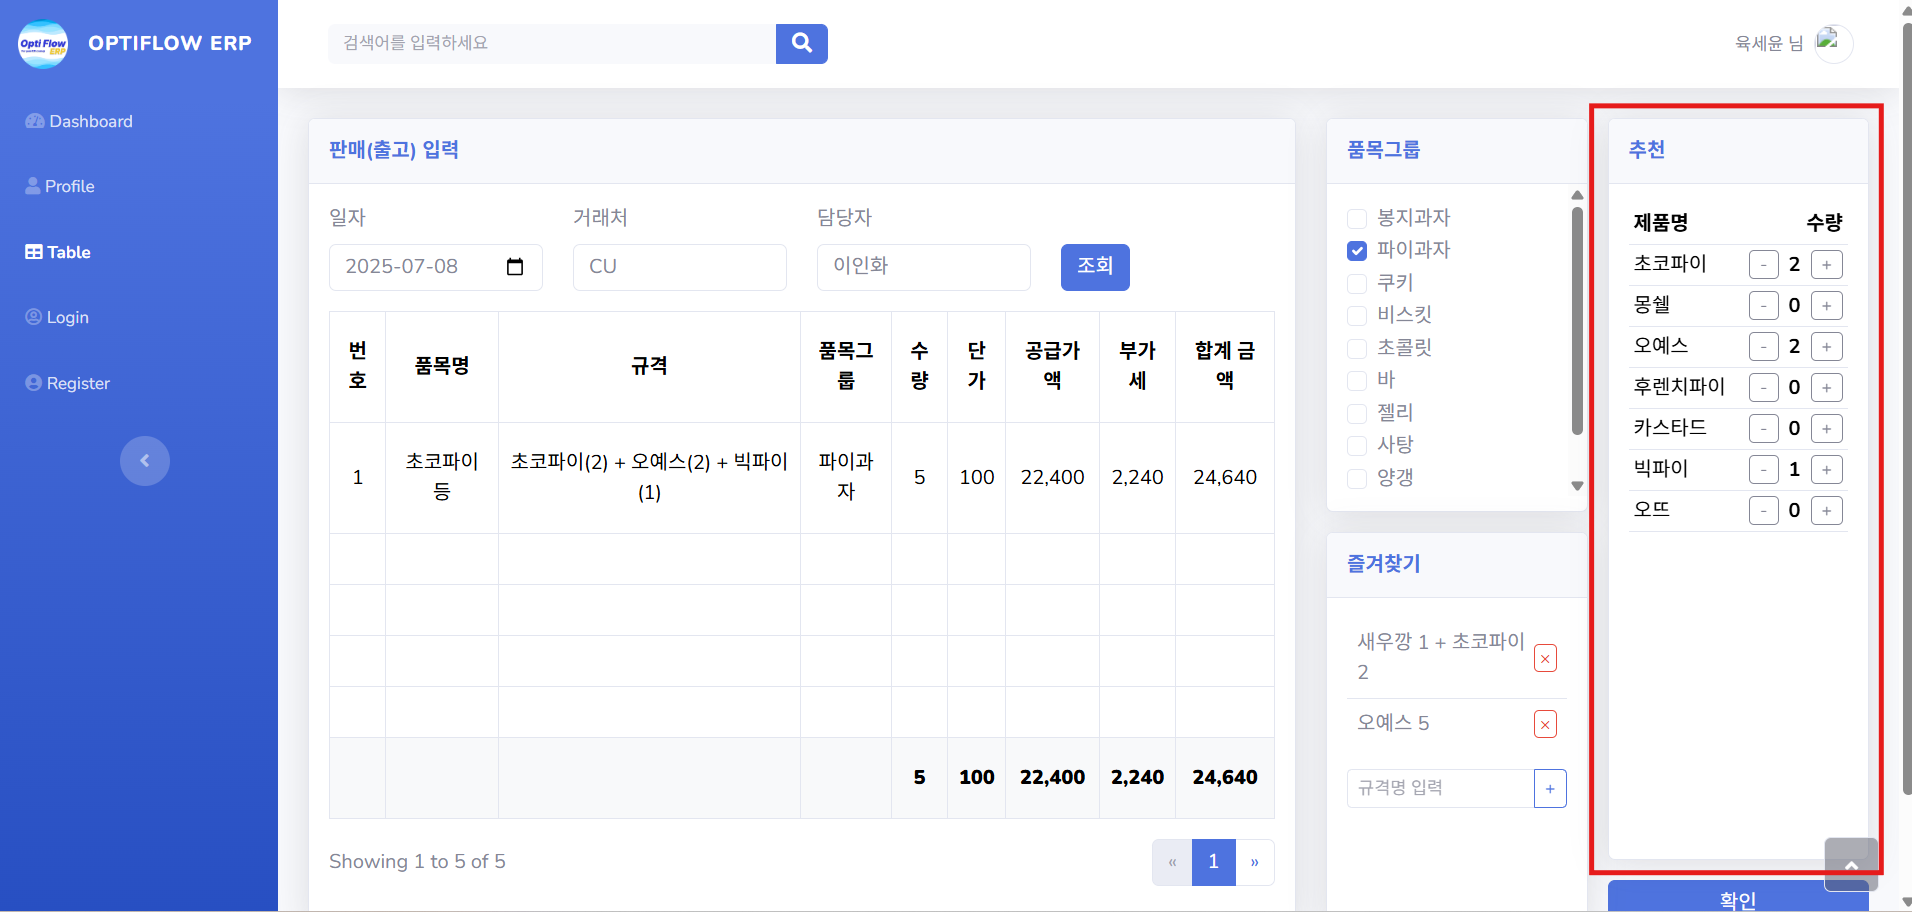 Opti Flow
ERP
OPTIFLOW ERP
Dashboard
Profile
Table
Login
Register
검색어를 입력하세요
육세윤 님
판매(출고) 입력
일자
거래처
담당자
2025-07-08
CU
이인화
조회
번호
품목명
규격
품목그룹
수량
단가
공급가액
부가세
합계 금액
1
초코파이 등
초코파이(2) + 오예스(2) + 빅파이(1)
파이과자
5
100
22,400
2,240
24,640
5
100
22,400
2,240
24,640
Showing 1 to 5 of 5
«
1
»
품목그룹
봉지과자
파이과자
쿠키
비스킷
초콜릿
바
젤리
사탕
양갱
즐겨찾기
새우깡 1 + 초코파이 2
×
오예스 5
×
규격명 입력
+
추천
제품명 수량
초코파이 - 2 +
몽쉘 - 0 +
오예스 - 2 +
후렌치파이 - 0 +
카스타드 - 0 +
빅파이 - 1 +
오뜨 - 0 +
확인